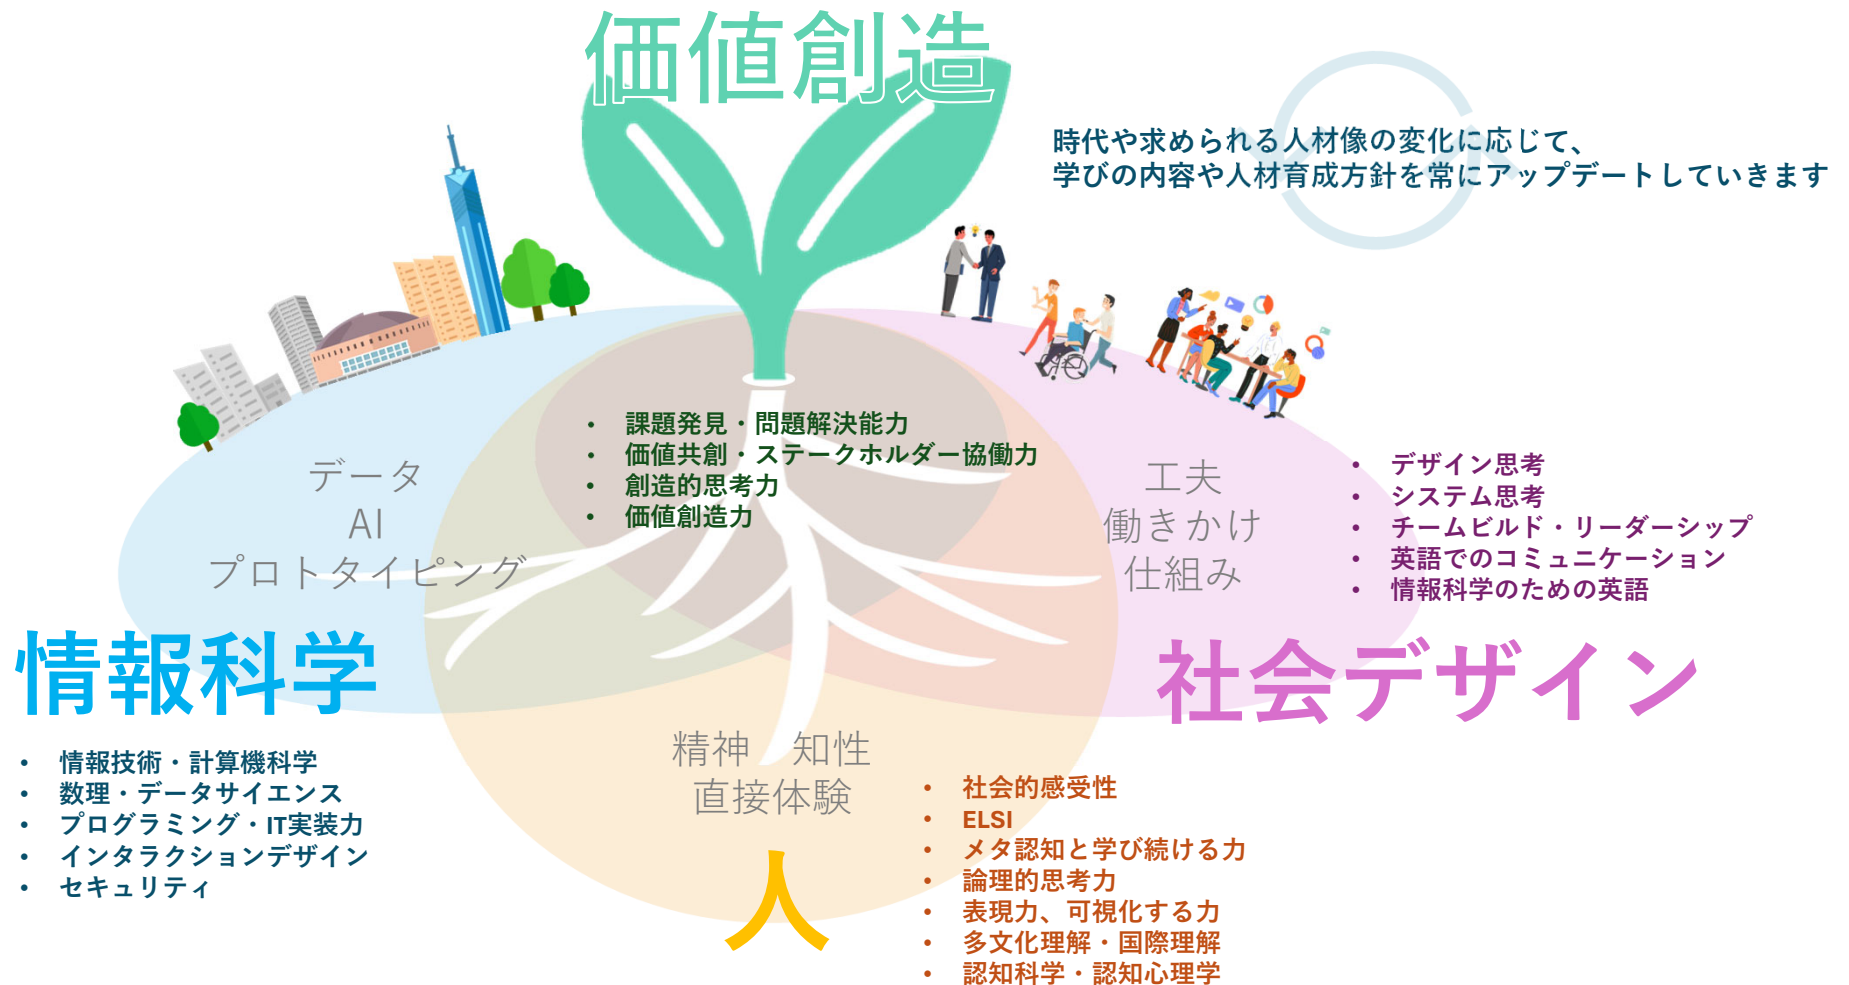 価値創造
時代や求められる人材像の変化に応じて、
学びの内容や人材育成方針を常にアップデートしていきます
• 課題発見・問題解決能力
• 価値共創・ステークホルダー協働力
• 創造的思考力
• 価値創造力
データ
AI
プロトタイピング
情報科学
• 情報技術・計算機科学
• 数理・データサイエンス
• プログラミング・IT実装力
• インタラクションデザイン
• セキュリティ
工夫
働きかけ
仕組み
• デザイン思考
• システム思考
• チームビルド・リーダーシップ
• 英語でのコミュニケーション
• 情報科学のための英語
社会デザイン
精神 知性
直接体験
人
• 社会的感受性
• ELSI
• メタ認知と学び続ける力
• 論理的思考力
• 表現力、可視化する力
• 多文化理解・国際理解
• 認知科学・認知心理学